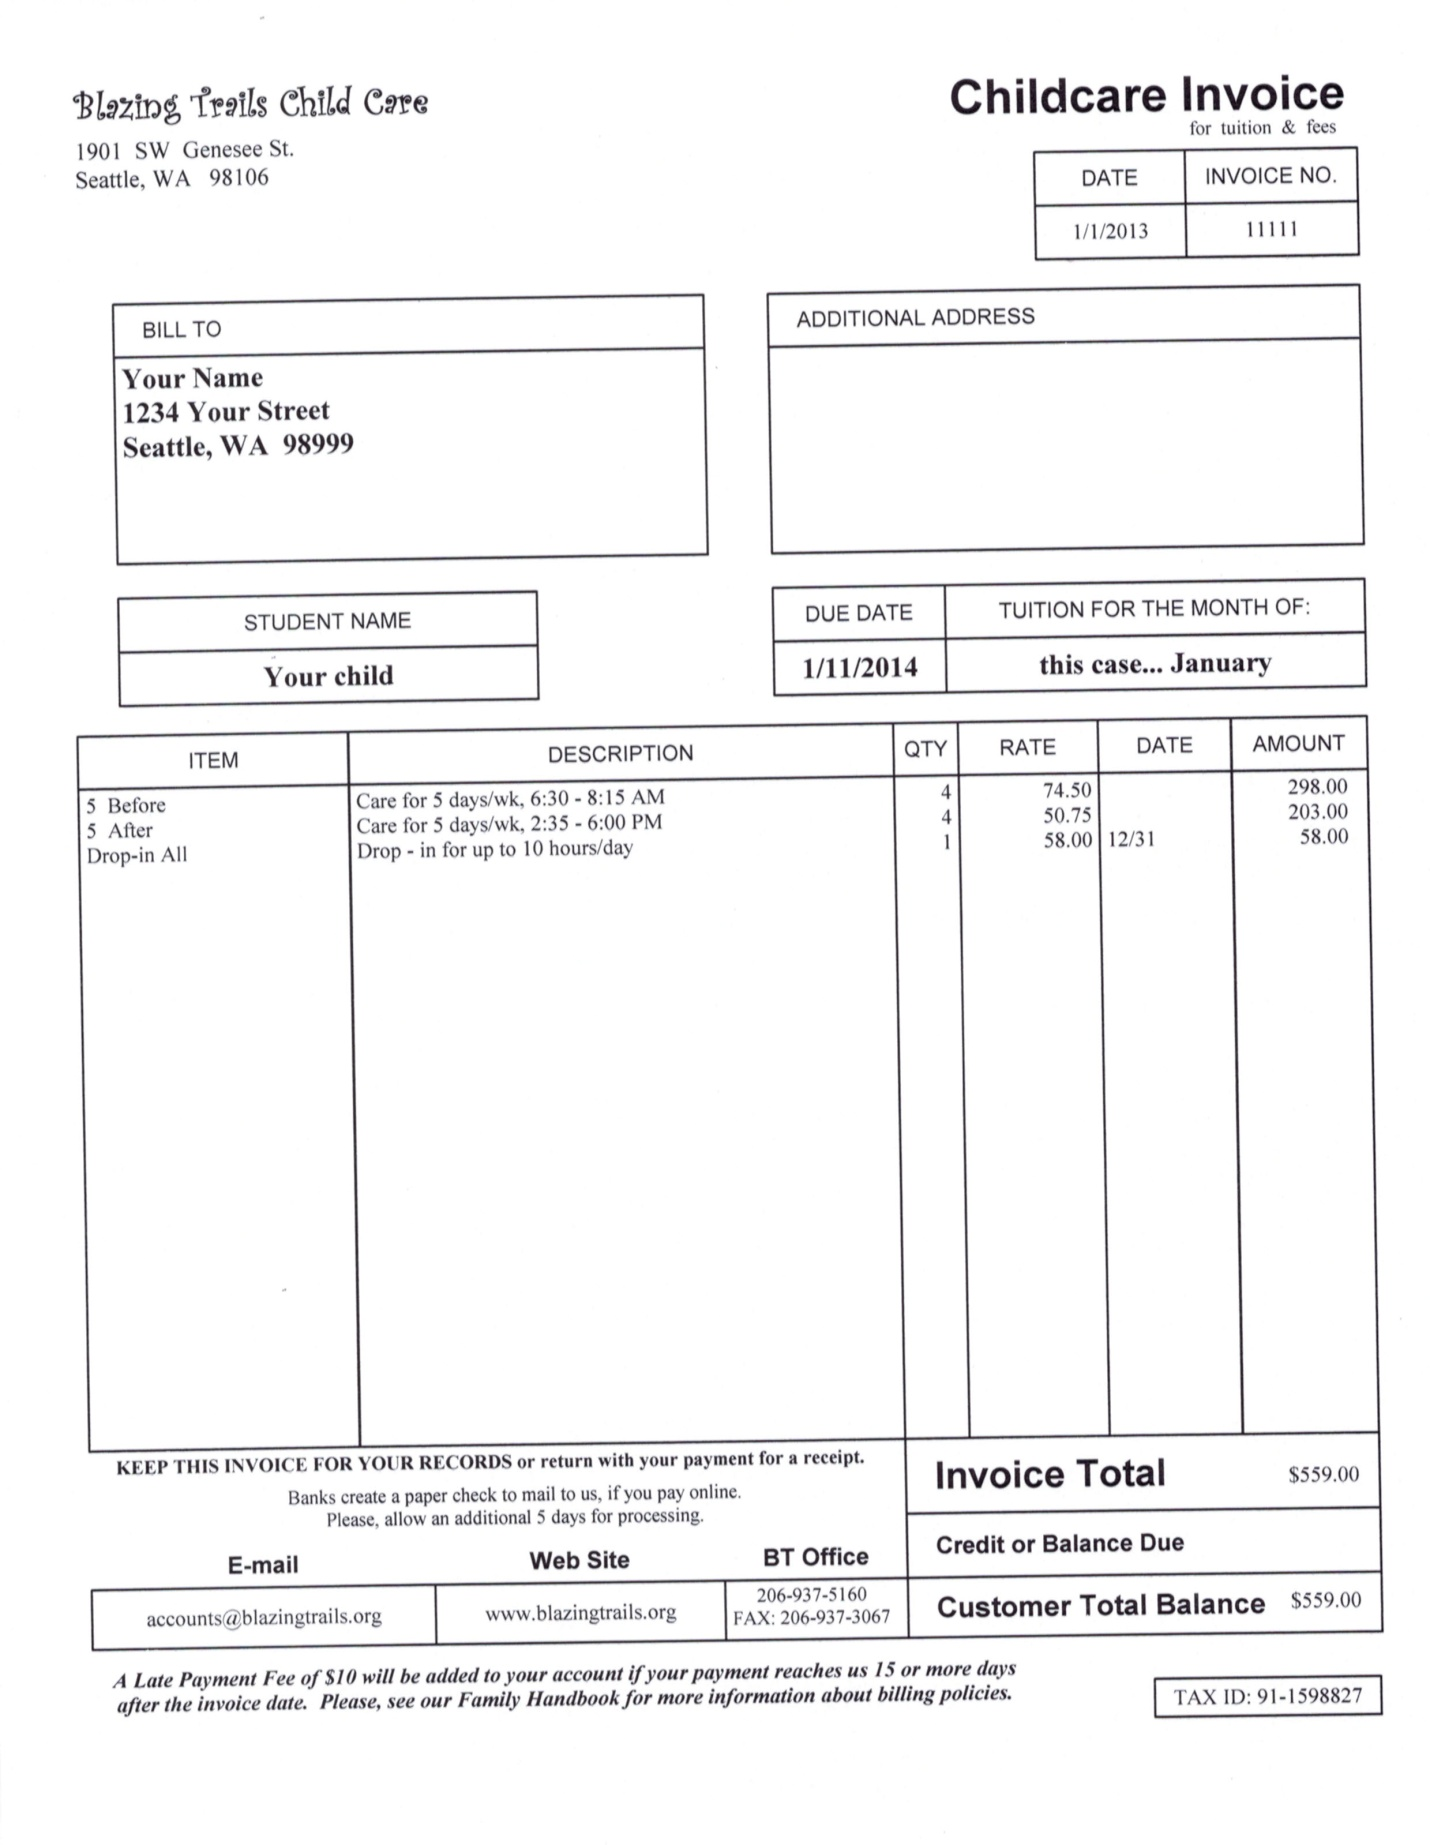 Blazing Trails Child Care
1901 SW Genesee St.
Seattle, WA 98106
Childcare Invoice
for tuition & fees
DATE INVOICE NO.
1/1/2013 11111
BILL TO
Your Name
1234 Your Street
Seattle, WA 98999
ADDITIONAL ADDRESS
STUDENT NAME
Your child
DUE DATE TUITION FOR THE MONTH OF:
1/11/2014 this case... January
ITEM DESCRIPTION QTY RATE DATE AMOUNT
5 Before Care for 5 days/wk, 6:30 - 8:15 AM 4 74.50 298.00
5 After Care for 5 days/wk, 2:35 - 6:00 PM 4 50.75 203.00
Drop-in All Drop - in for up to 10 hours/day 1 58.00 12/31 58.00
KEEP THIS INVOICE FOR YOUR RECORDS or return with your payment for a receipt.
Banks create a paper check to mail to us, if you pay online.
Please, allow an additional 5 days for processing.
Invoice Total $559.00
Credit or Balance Due
Customer Total Balance $559.00
E-mail Web Site BT Office
accounts@blazingtrails.org www.blazingtrails.org 206-937-5160
FAX: 206-937-3067
A Late Payment Fee of $10 will be added to your account if your payment reaches us 15 or more days
after the invoice date. Please, see our Family Handbook for more information about billing policies.
TAX ID: 91-1598827